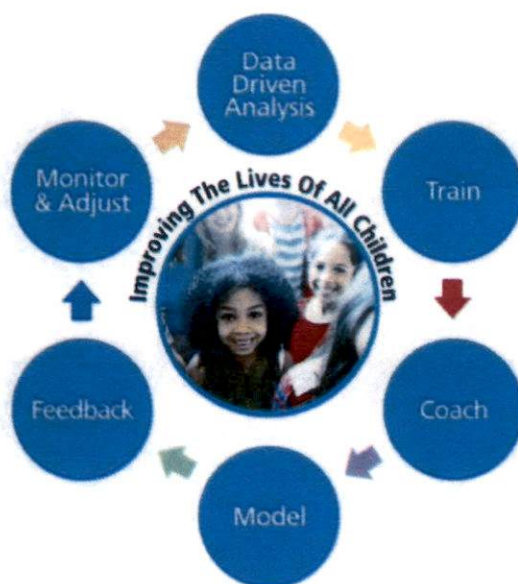 Data
Driven
Analysis
Train
Coach
Model
Feedback
Monitor
& Adjust
Improving The Lives Of All Children